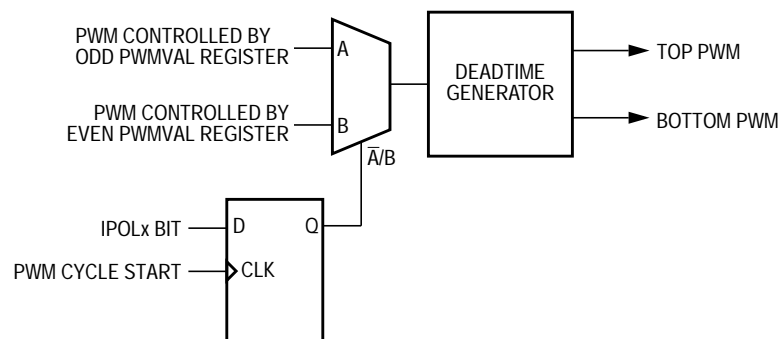 PWM CONTROLLED BY
ODD PWMVAL REGISTER
A
PWM CONTROLLED BY
EVEN PWMVAL REGISTER
B
A̅/B
DEADTIME
GENERATOR
TOP PWM
BOTTOM PWM
IPOLx BIT
D
Q
PWM CYCLE START
CLK